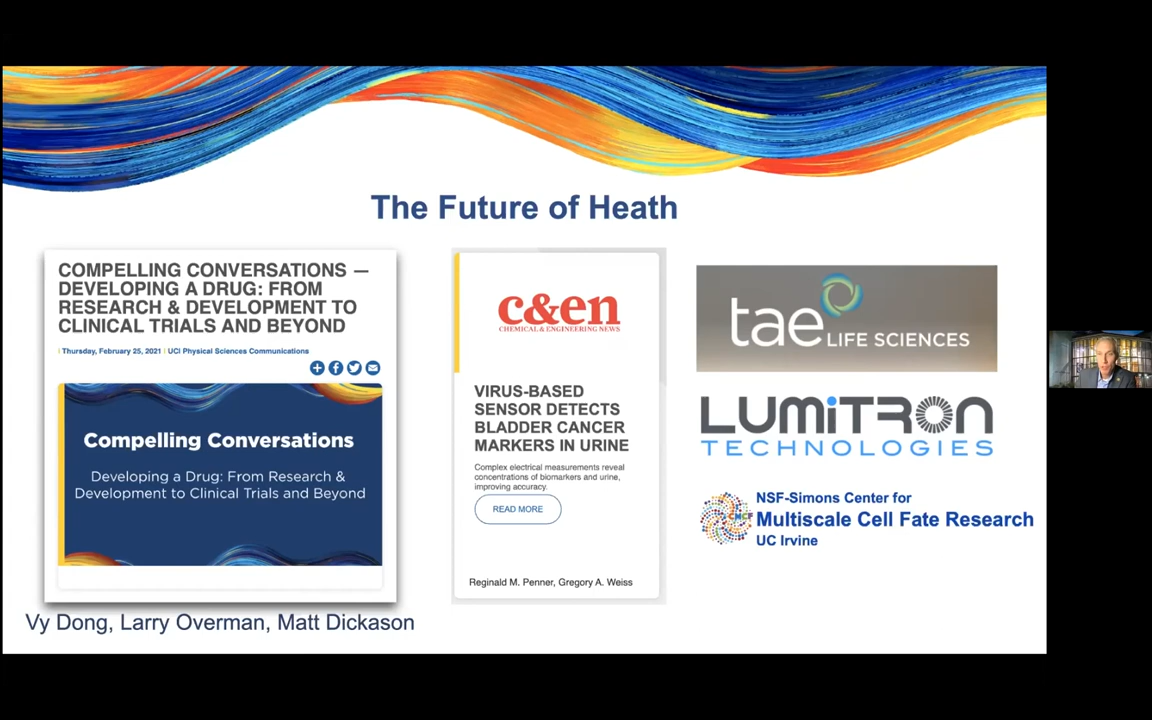 The Future of Heath
COMPELLING CONVERSATIONS —
DEVELOPING A DRUG: FROM
RESEARCH & DEVELOPMENT TO
CLINICAL TRIALS AND BEYOND
Thursday, February 25, 2021 | UCI Physical Sciences Communications
Compelling Conversations
Developing a Drug: From Research &
Development to Clinical Trials and Beyond
Vy Dong, Larry Overman, Matt Dickason
c&en
CHEMICAL & ENGINEERING NEWS
VIRUS-BASED
SENSOR DETECTS
BLADDER CANCER
MARKERS IN URINE
Complex electrical measurements reveal
concentrations of biomarkers and urine,
improving accuracy.
READ MORE
Reginald M. Penner, Gregory A. Weiss
tae LIFE SCIENCES
LUMITRON
TECHNOLOGIES
CMCF
NSF-Simons Center for
Multiscale Cell Fate Research
UC Irvine